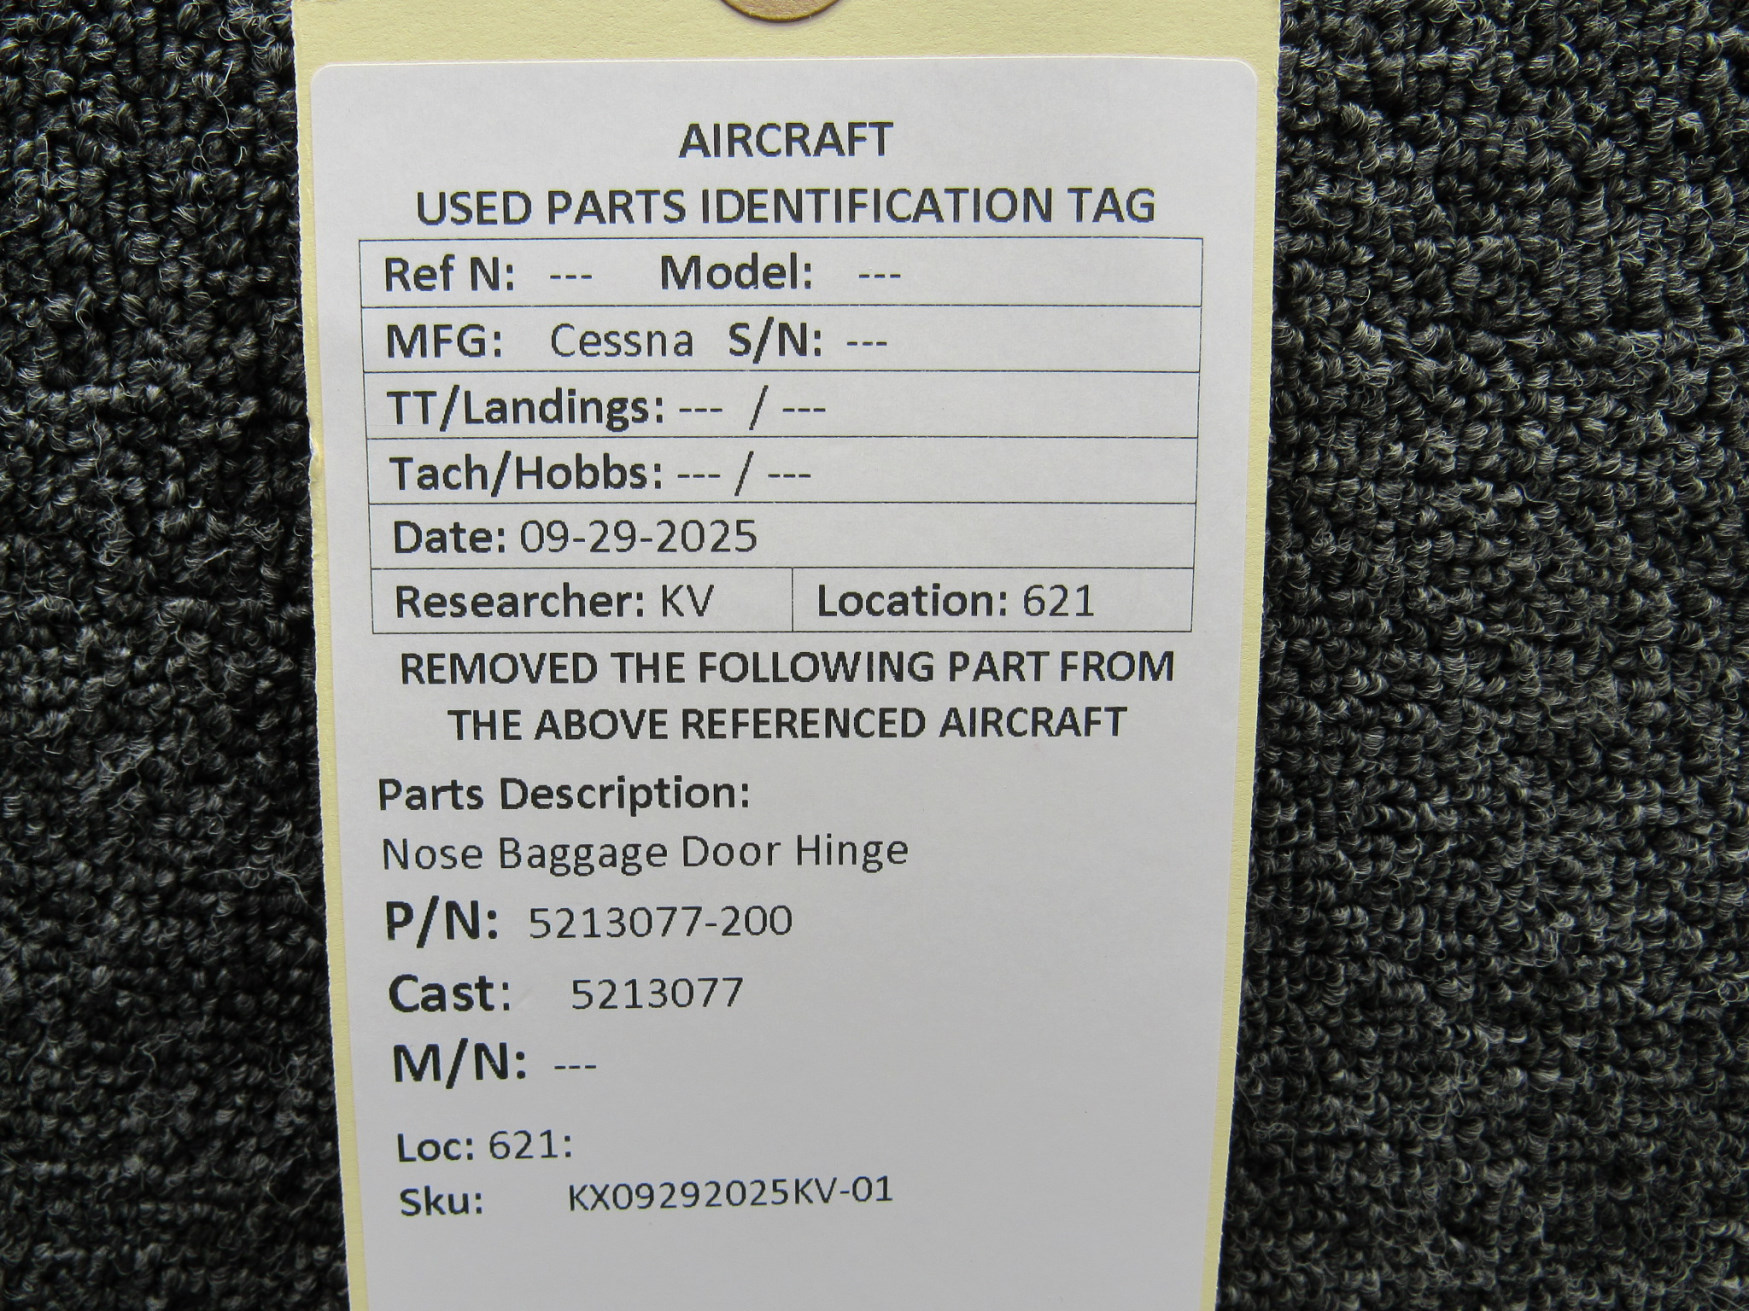 AIRCRAFT
USED PARTS IDENTIFICATION TAG
Ref N: --- Model: ---
MFG: Cessna S/N: ---
TT/Landings: --- / ---
Tach/Hobbs: --- / ---
Date: 09-29-2025
Researcher: KV Location: 621
REMOVED THE FOLLOWING PART FROM
THE ABOVE REFERENCED AIRCRAFT
Parts Description:
Nose Baggage Door Hinge
P/N: 5213077-200
Cast: 5213077
M/N: ---
Loc: 621:
Sku: KX09292025KV-01